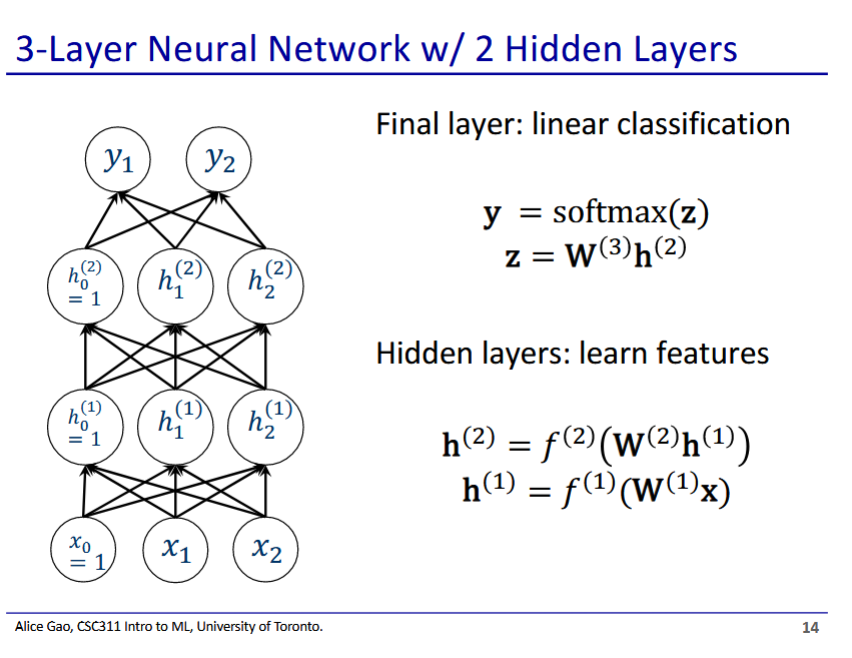 3-Layer Neural Network w/ 2 Hidden Layers
Final layer: linear classification
y = softmax(z)
z = W⁽³⁾h⁽²⁾
Hidden layers: learn features
h⁽²⁾ = f⁽²⁾(W⁽²⁾h⁽¹⁾)
h⁽¹⁾ = f⁽¹⁾(W⁽¹⁾x)
y₁ y₂
h₀⁽²⁾ = 1 h₁⁽²⁾ h₂⁽²⁾
h₀⁽¹⁾ = 1 h₁⁽¹⁾ h₂⁽¹⁾
x₀ = 1 x₁ x₂
Alice Gao, CSC311 Intro to ML, University of Toronto.
14